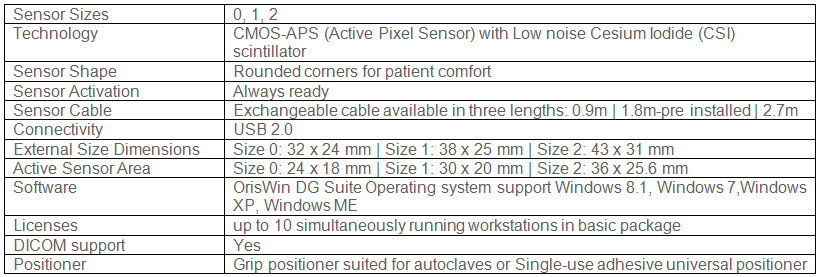 Sensor Sizes 0, 1, 2
Technology CMOS-APS (Active Pixel Sensor) with Low noise Cesium Iodide (CSI)
scintillator
Sensor Shape Rounded corners for patient comfort
Sensor Activation Always ready
Sensor Cable Exchangeable cable available in three lengths: 0.9m | 1.8m-pre installed | 2.7m
Connectivity USB 2.0
External Size Dimensions Size 0: 32 x 24 mm | Size 1: 38 x 25 mm | Size 2: 43 x 31 mm
Active Sensor Area Size 0: 24 x 18 mm | Size 1: 30 x 20 mm | Size 2: 36 x 25.6 mm
Software OrisWin DG Suite Operating system support Windows 8.1, Windows 7,Windows
XP, Windows ME
Licenses up to 10 simultaneously running workstations in basic package
DICOM support Yes
Positioner Grip positioner suited for autoclaves or Single-use adhesive universal positioner